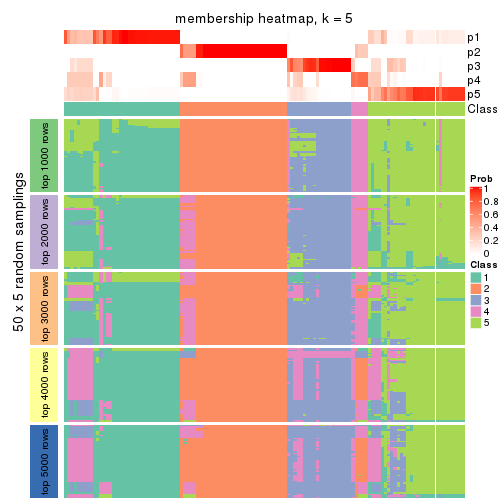 membership heatmap, k = 5
p1
p2
p3
p4
p5
Class
50 x 5 random samplings
top 1000 rows
top 2000 rows
top 3000 rows
top 4000 rows
top 5000 rows
Prob
1
0.8
0.6
0.4
0.2
0
Class
1
2
3
4
5